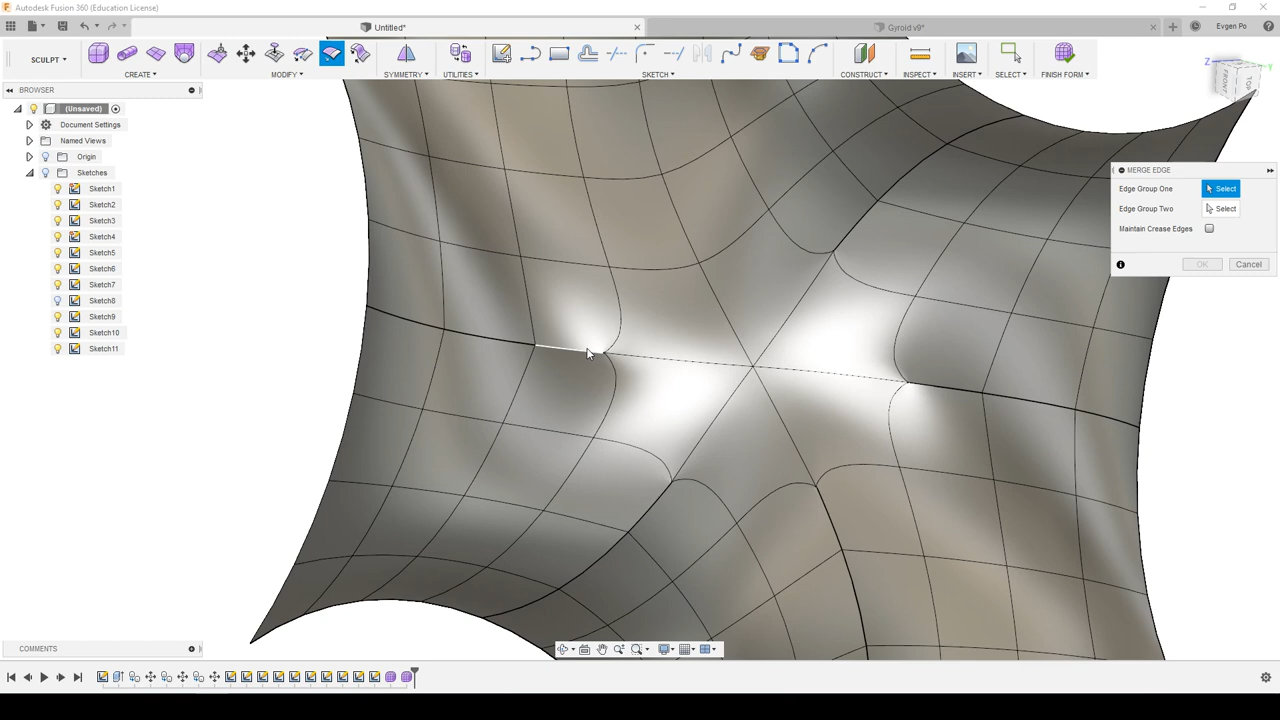 Autodesk Fusion 360 (Education License)
Untitled*
Gyroid v9*
Evgen Po
SCULPT
CREATE
MODIFY
SYMMETRY
UTILITIES
SKETCH
CONSTRUCT
INSPECT
INSERT
SELECT
FINISH FORM
BROWSER
(Unsaved)
Document Settings
Named Views
Origin
Sketches
Sketch1
Sketch2
Sketch3
Sketch4
Sketch5
Sketch6
Sketch7
Sketch8
Sketch9
Sketch10
Sketch11
Z
Y
FRONT
TOP
MERGE EDGE
Edge Group One
Select
Edge Group Two
Select
Maintain Crease Edges
OK
Cancel
COMMENTS